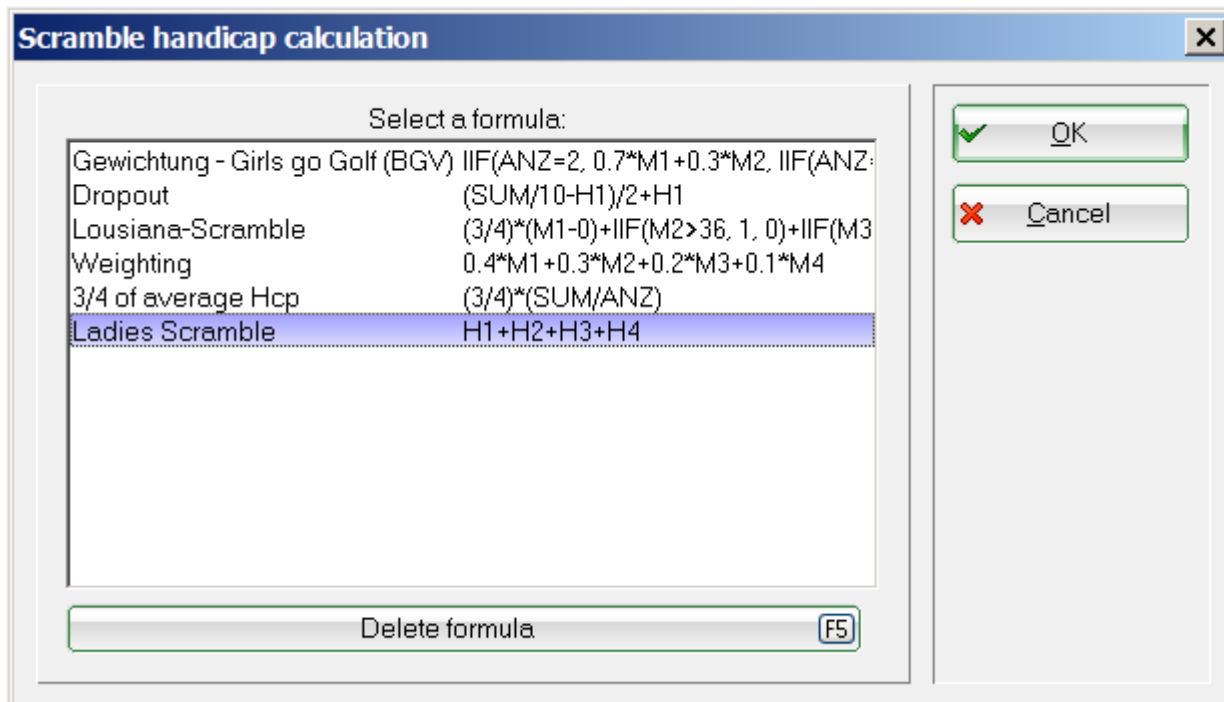 Scramble handicap calculation
Select a formula:
Gewichtung - Girls go Golf (BGV) IIF(ANZ=2, 0.7*M1+0.3*M2, IIF(ANZ=
Dropout (SUM/10-H1)/2+H1
Lousiana-Scramble (3/4)*(M1-0)+IIF(M2>36, 1, 0)+IIF(M3
Weighting 0.4*M1+0.3*M2+0.2*M3+0.1*M4
3/4 of average Hcp (3/4)*(SUM/ANZ)
Ladies Scramble H1+H2+H3+H4
Delete formula F5
OK
Cancel